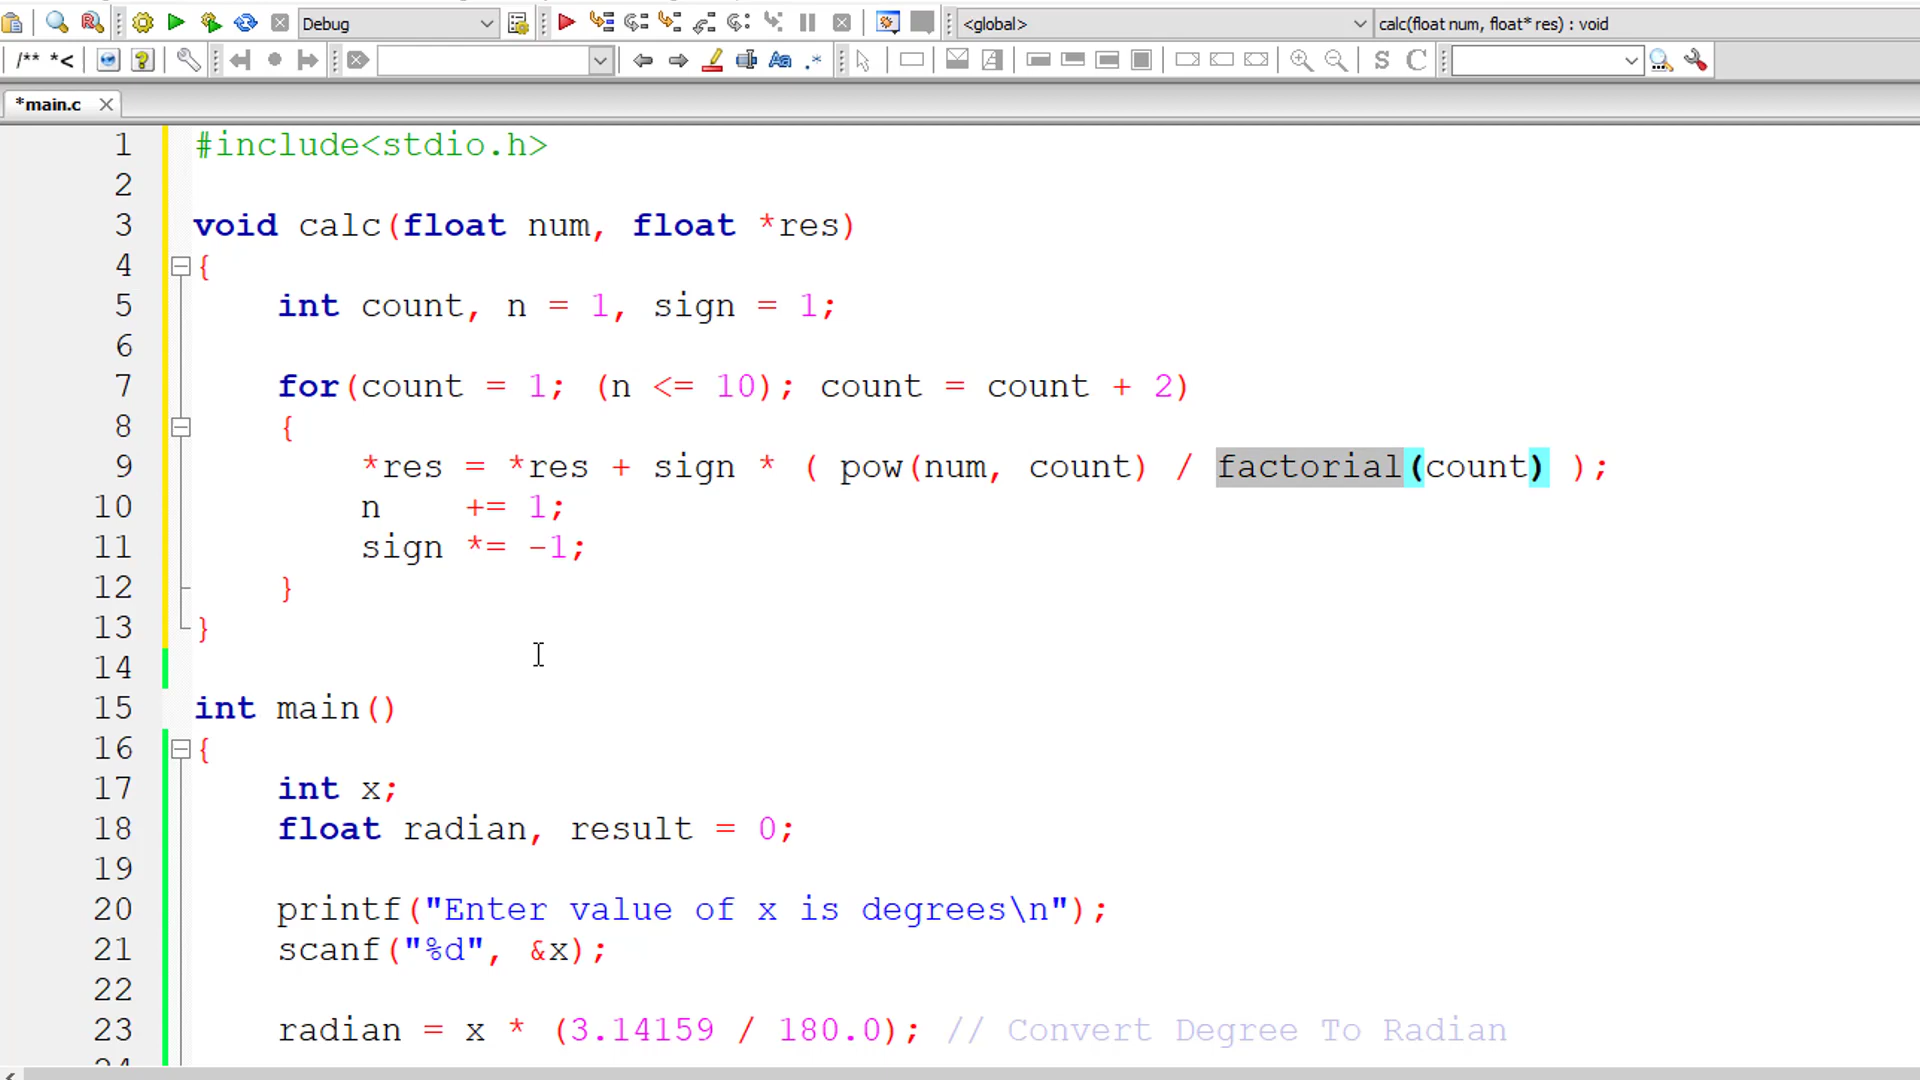 Debug
<global>
calc(float num, float* res) : void
/** *<
Aa .*
S C
*main.c
1 #include<stdio.h>
2
3 void calc(float num, float *res)
4 {
5 int count, n = 1, sign = 1;
6
7 for(count = 1; (n <= 10); count = count + 2)
8 {
9 *res = *res + sign * ( pow(num, count) / factorial(count) );
10 n += 1;
11 sign *= -1;
12 }
13 }
14
15 int main()
16 {
17 int x;
18 float radian, result = 0;
19
20 printf("Enter value of x is degrees\n");
21 scanf("%d", &x);
22
23 radian = x * (3.14159 / 180.0); // Convert Degree To Radian